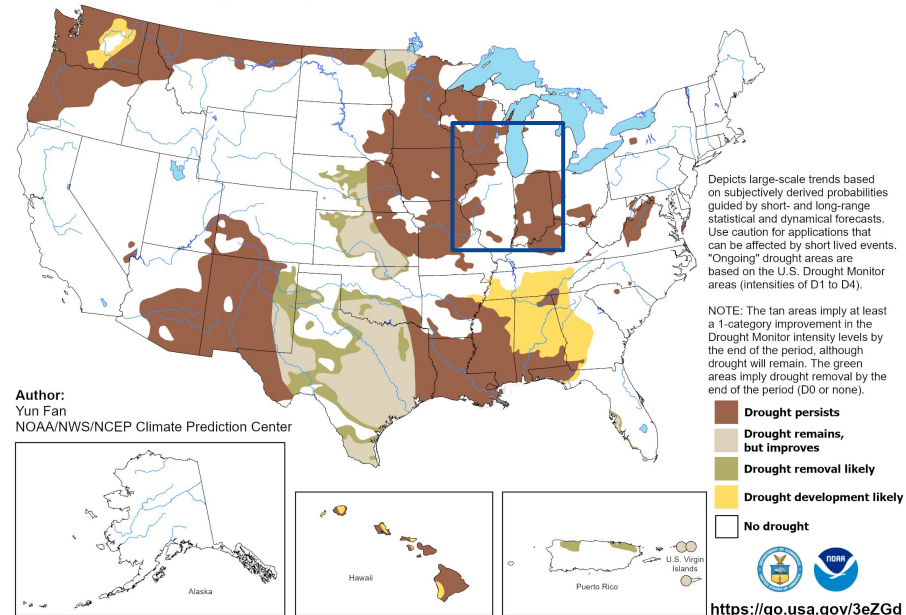 Depicts large-scale trends based
on subjectively derived probabilities
guided by short- and long-range
statistical and dynamical forecasts.
Use caution for applications that
can be affected by short lived events.
"Ongoing" drought areas are
based on the U.S. Drought Monitor
areas (intensities of D1 to D4).
NOTE: The tan areas imply at least
a 1-category improvement in the
Drought Monitor intensity levels by
the end of the period, although
drought will remain. The green
areas imply drought removal by the
end of the period (D0 or none).
Author:
Yun Fan
NOAA/NWS/NCEP Climate Prediction Center
Drought persists
Drought remains,
but improves
Drought removal likely
Drought development likely
No drought
Alaska
Hawaii
Puerto Rico
U.S. Virgin
Islands
NOAA
https://go.usa.gov/3eZGd